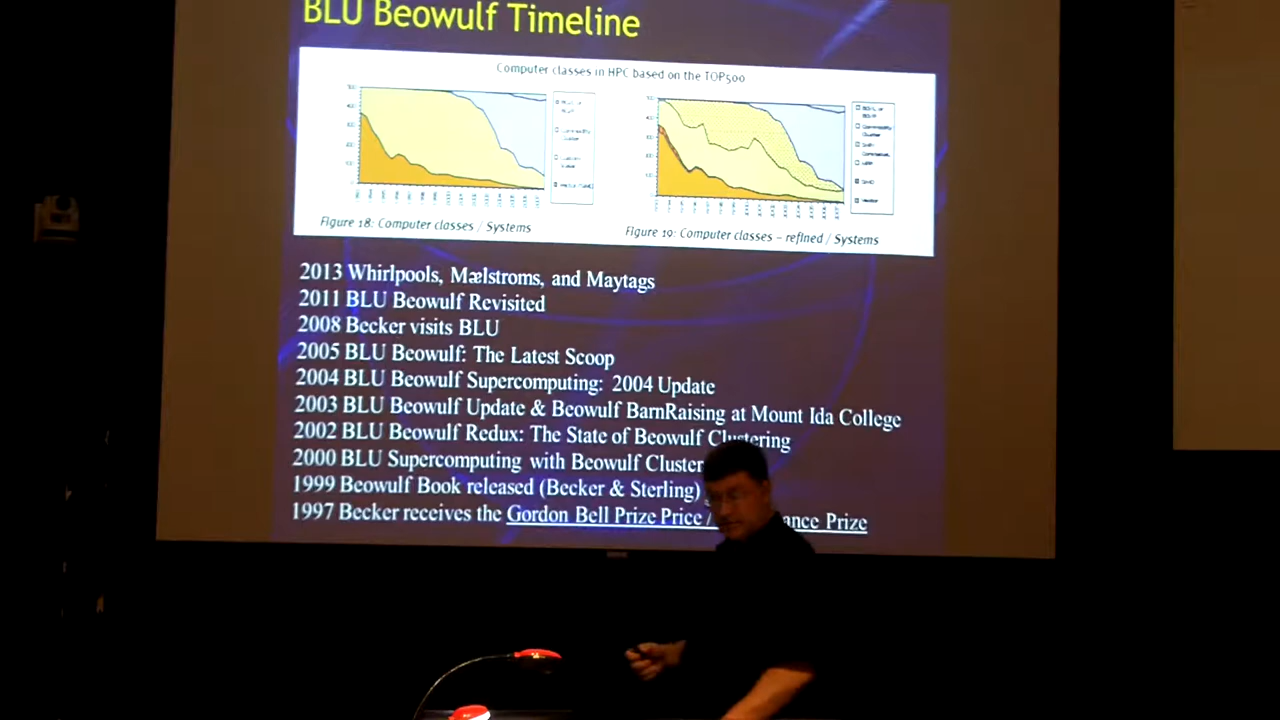 BLU Beowulf Timeline
Computer classes in HPC based on the TOP500
Figure 18: Computer classes / Systems
Figure 19: Computer classes – refined / Systems
2013 Whirlpools, Mælstroms, and Maytags
2011 BLU Beowulf Revisited
2008 Becker visits BLU
2005 BLU Beowulf: The Latest Scoop
2004 BLU Beowulf Supercomputing: 2004 Update
2003 BLU Beowulf Update & Beowulf BarnRaising at Mount Ida College
2002 BLU Beowulf Redux: The State of Beowulf Clustering
2000 BLU Supercomputing with Beowulf Cluster
1999 Beowulf Book released (Becker & Sterling)
1997 Becker receives the Gordon Bell Prize Price / ance Prize